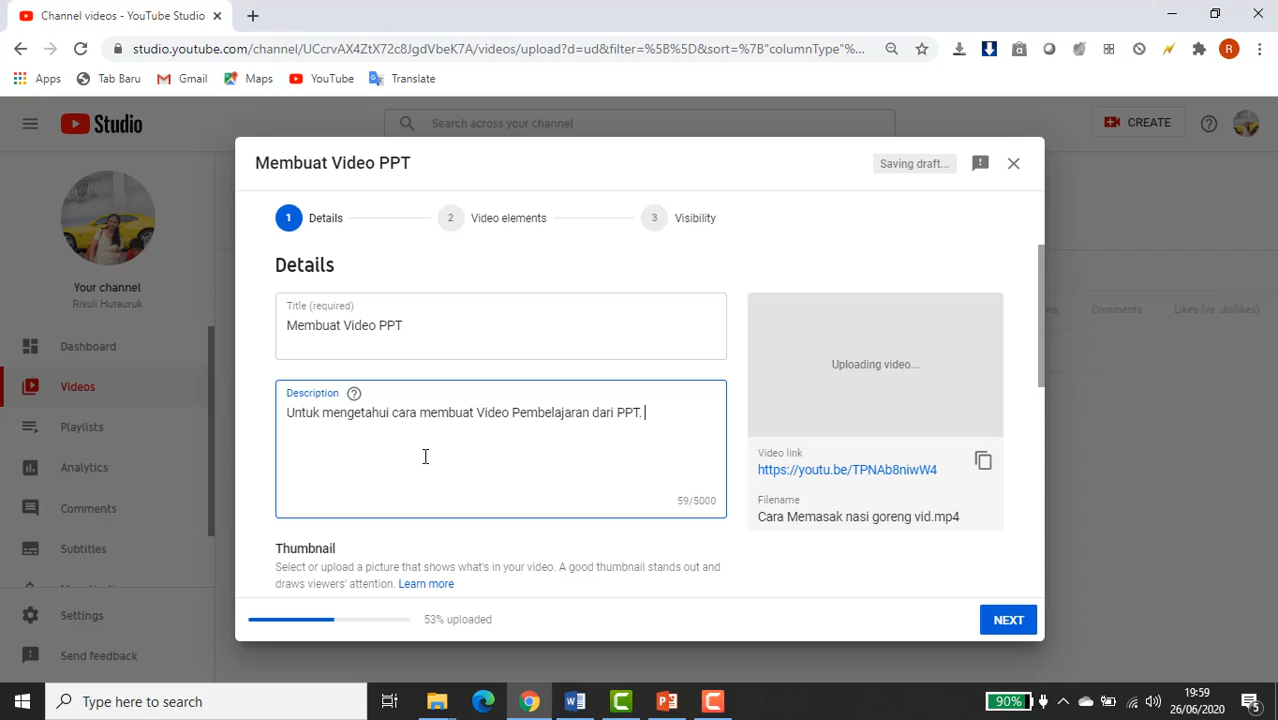 Channel videos - YouTube Studio
studio.youtube.com/channel/UCcrvAX4ZtX72c8JgdVbeK7A/videos/upload?d=ud&filter=%5B%5D&sort=%7B"columnType"%...
Apps
Tab Baru
Gmail
Maps
YouTube
Translate
R
Studio
Search across your channel
CREATE
Membuat Video PPT
Saving draft...
1 Details
2 Video elements
3 Visibility
Your channel
Risuli Hutauruk
Dashboard
Videos
Playlists
Analytics
Comments
Subtitles
Settings
Send feedback
Details
Title (required)
Membuat Video PPT
Description
Untuk mengetahui cara membuat Video Pembelajaran dari PPT.
59/5000
Uploading video...
Video link
https://youtu.be/TPNAb8niwW4
Filename
Cara Memasak nasi goreng vid.mp4
Comments
Likes (vs. dislikes)
Thumbnail
Select or upload a picture that shows what's in your video. A good thumbnail stands out and
draws viewers' attention. Learn more
53% uploaded
NEXT
Type here to search
90%
19:59
26/06/2020
5